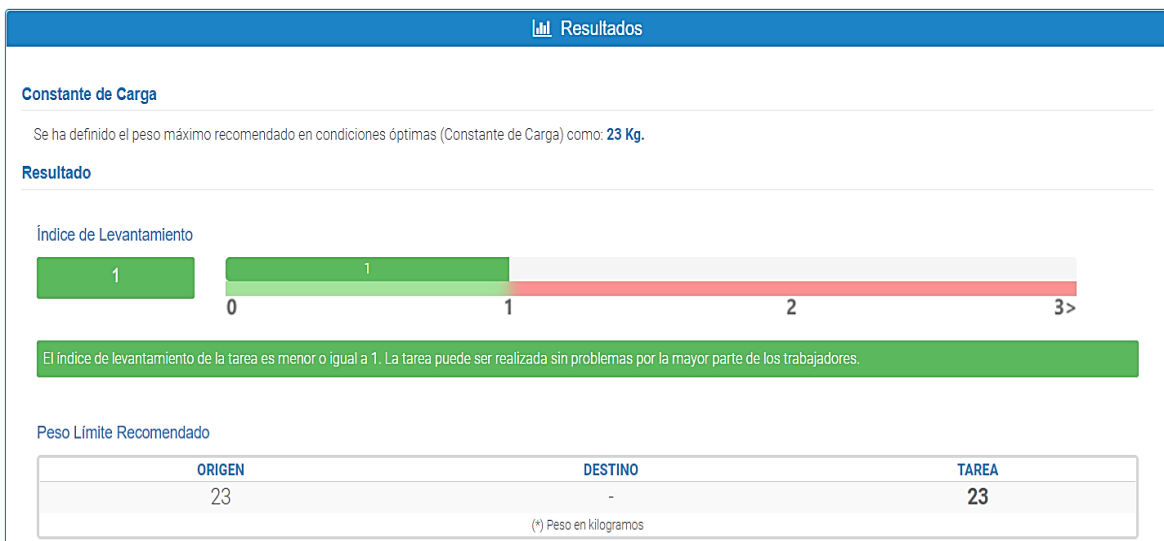 Resultados
Constante de Carga
Se ha definido el peso máximo recomendado en condiciones óptimas (Constante de Carga) como: 23 Kg.
Resultado
Índice de Levantamiento
1 1
0 1 2 3>
El índice de levantamiento de la tarea es menor o igual a 1. La tarea puede ser realizada sin problemas por la mayor parte de los trabajadores.
Peso Límite Recomendado
ORIGEN DESTINO TAREA
23 - 23
(*) Peso en kilogramos